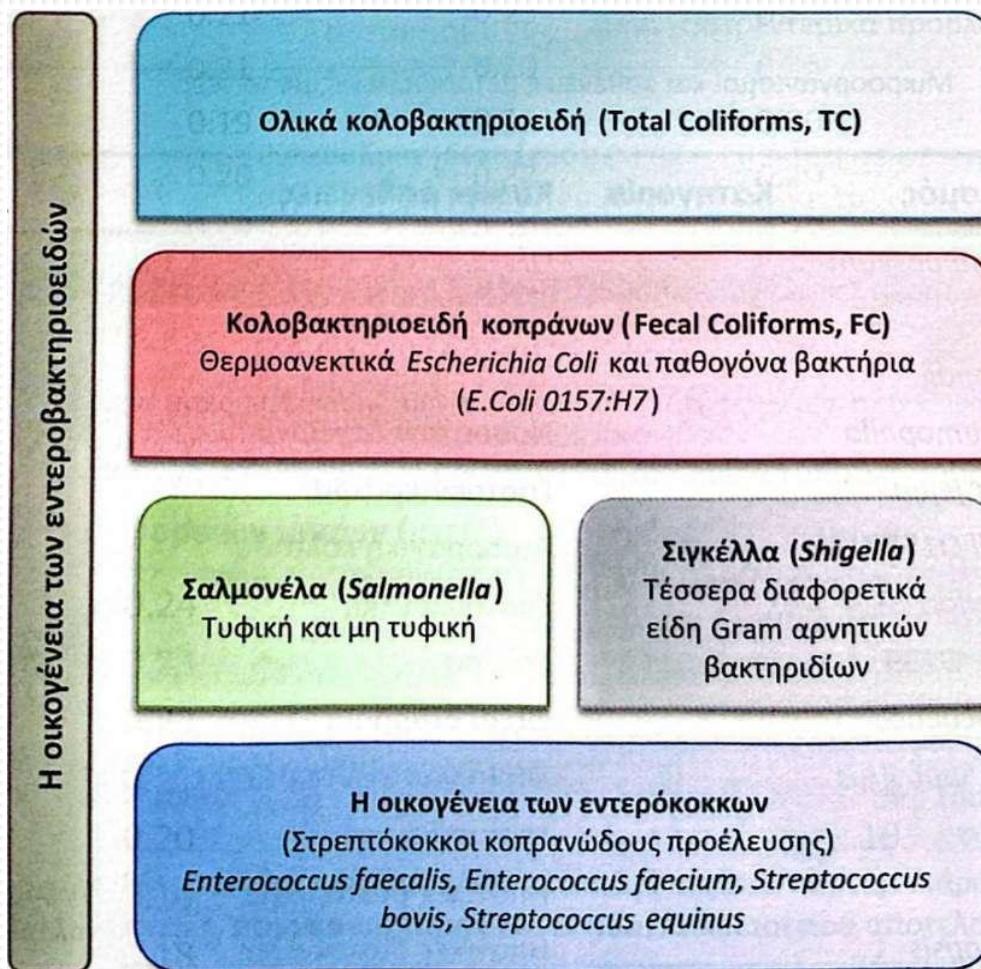 Η οικογένεια των εντεροβακτηριοειδών
Ολικά κολοβακτηριοειδή (Total Coliforms, TC)
Κολοβακτηριοειδή κοπράνων (Fecal Coliforms, FC)
Θερμοανεκτικά Escherichia Coli και παθογόνα βακτήρια
(E.Coli 0157:H7)
Σαλμονέλα (Salmonella)
Τυφική και μη τυφική
Σιγκέλλα (Shigella)
Τέσσερα διαφορετικά
είδη Gram αρνητικών
βακτηριδίων
Η οικογένεια των εντερόκοκκων
(Στρεπτόκοκκοι κοπρανώδους προέλευσης)
Enterococcus faecalis, Enterococcus faecium, Streptococcus
bovis, Streptococcus equinus